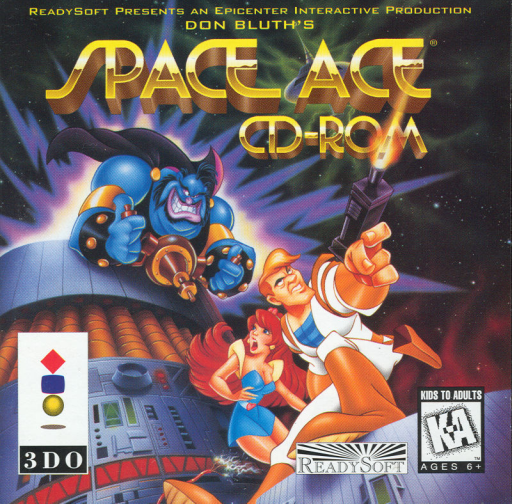 READYSOFT PRESENTS AN EPICENTER INTERACTIVE PRODUCTION
DON BLUTH'S
SPACE ACE®
CD-ROM
3DO
READYSOFT
KIDS TO ADULTS
K-A
™
AGES 6+